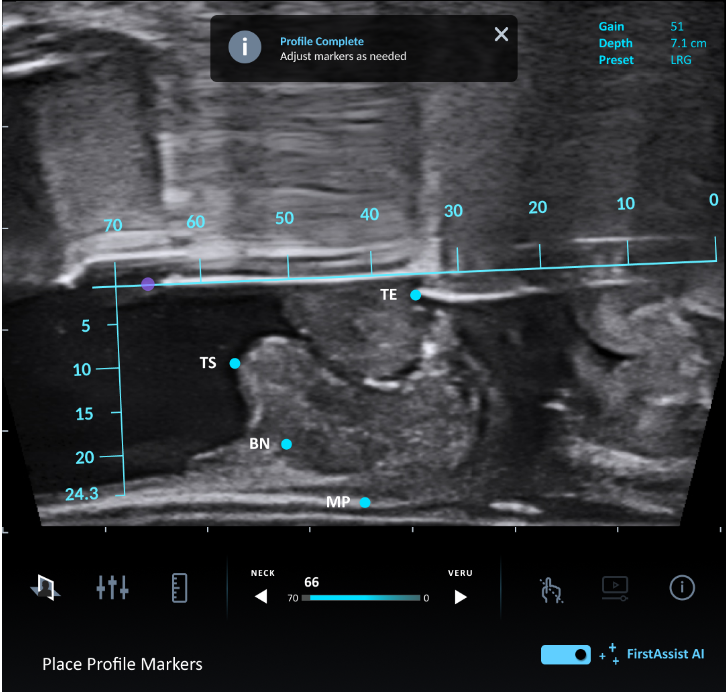 Profile Complete
Adjust markers as needed
Gain 51
Depth 7.1 cm
Preset LRG
70 60 50 40 30 20 10 0
TE
5
TS
10
15
BN
20
24.3
MP
NECK
VERU
66
70
0
Place Profile Markers
FirstAssist AI